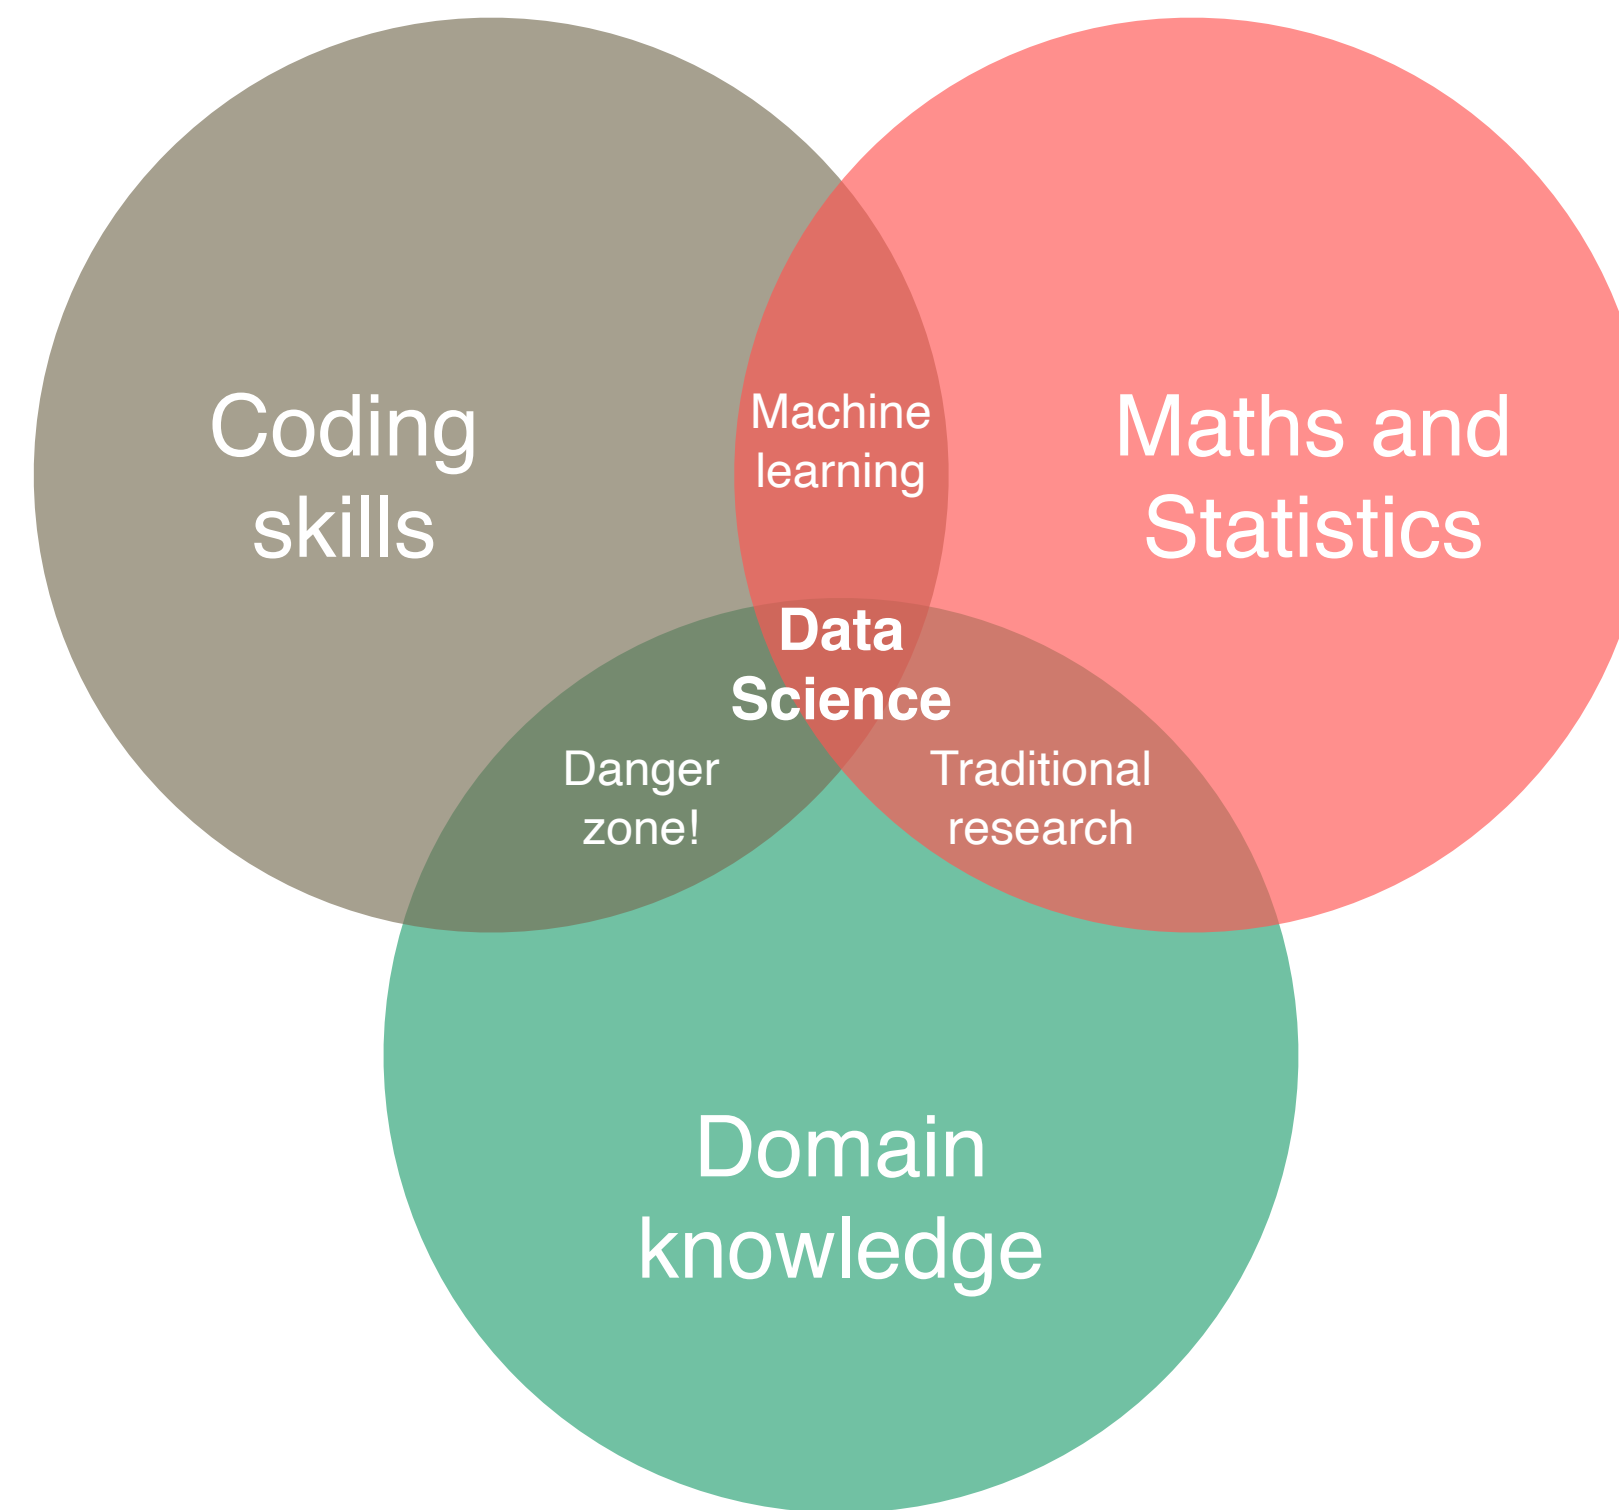 Coding
skills
Machine
learning
Maths and
Statistics
Data
Science
Danger
zone!
Traditional
research
Domain
knowledge